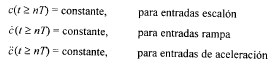 c(t ≥ nT) = constante, para entradas escalón
ċ(t ≥ nT) = constante, para entradas rampa
c̈(t ≥ nT) = constante, para entradas de aceleración